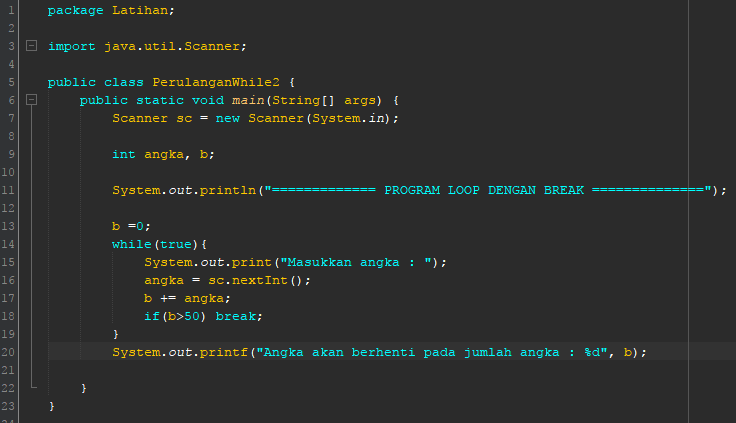 1 package Latihan;
2
3 import java.util.Scanner;
4
5 public class PerulanganWhile2 {
6 public static void main(String[] args) {
7 Scanner sc = new Scanner(System.in);
8
9 int angka, b;
10
11 System.out.println("============= PROGRAM LOOP DENGAN BREAK ==============");
12
13 b =0;
14 while(true){
15 System.out.print("Masukkan angka : ");
16 angka = sc.nextInt();
17 b += angka;
18 if(b>50) break;
19 }
20 System.out.printf("Angka akan berhenti pada jumlah angka : %d", b);
21
22 }
23 }
24